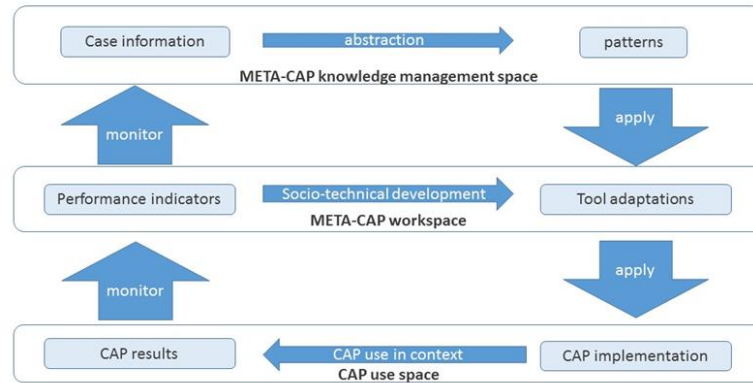 Case information
abstraction
patterns
META-CAP knowledge management space
monitor
apply
Performance indicators
Socio-technical development
Tool adaptations
META-CAP workspace
monitor
apply
CAP results
CAP use in context
CAP implementation
CAP use space